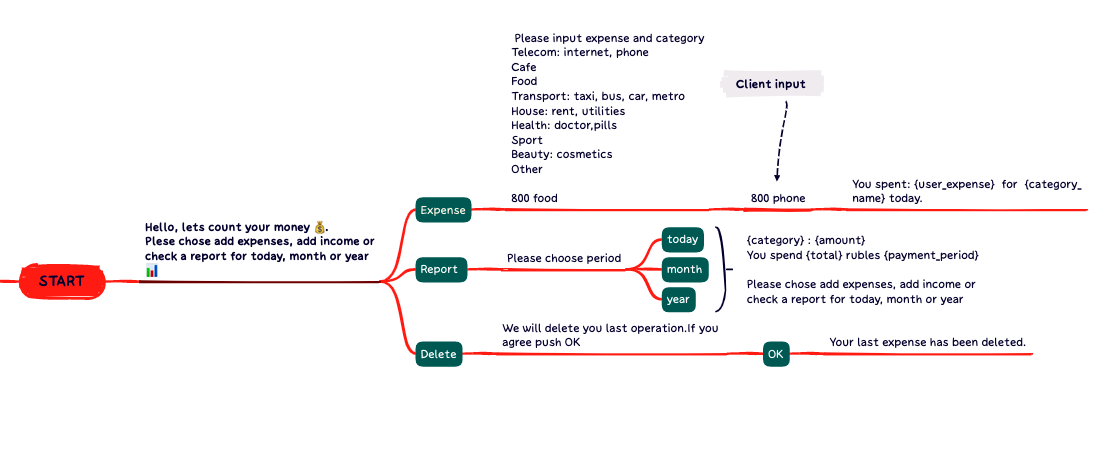 Please input expense and category
Telecom: internet, phone
Cafe
Food
Transport: taxi, bus, car, metro
House: rent, utilities
Health: doctor,pills
Sport
Beauty: cosmetics
Other
800 food
Client input
800 phone
You spent: {user_expense} for {category_
name} today.
Expense
Hello, lets count your money 💰.
Plese chose add expenses, add income or
check a report for today, month or year
📊
START
Report
Please choose period
today
month
year
{category} : {amount}
You spend {total} rubles {payment_period}
Please chose add expenses, add income or
check a report for today, month or year
Delete
We will delete you last operation.If you
agree push OK
OK
Your last expense has been deleted.